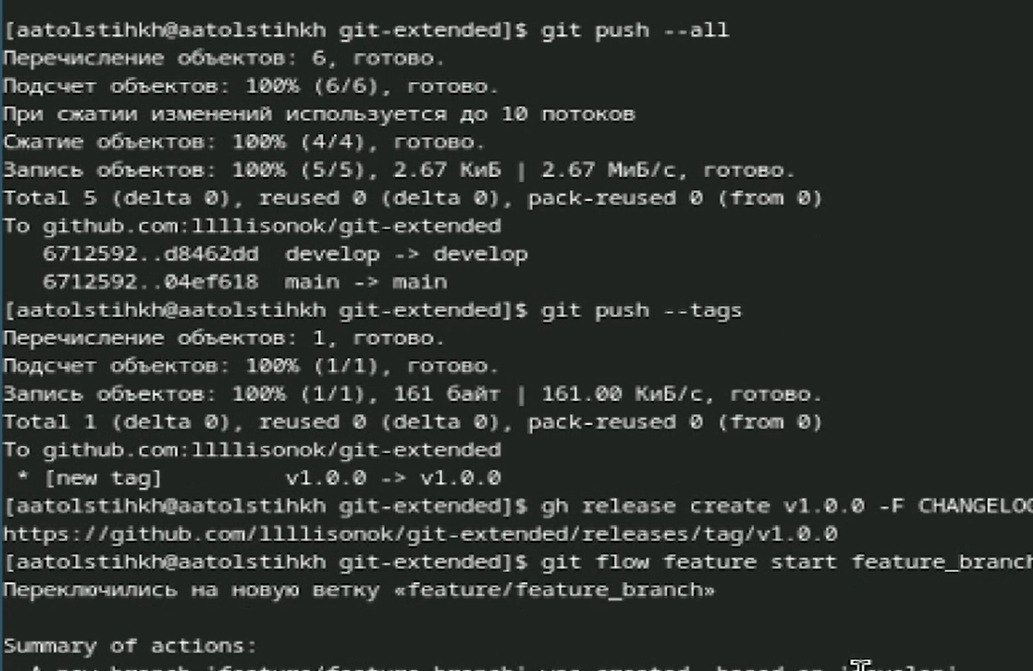 [aatolstihkh@aatolstihkh git-extended]$ git push --all
Перечисление объектов: 6, готово.
Подсчет объектов: 100% (6/6), готово.
При сжатии изменений используется до 10 потоков
Сжатие объектов: 100% (4/4), готово.
Запись объектов: 100% (5/5), 2.67 КиБ | 2.67 МиБ/с, готово.
Total 5 (delta 0), reused 0 (delta 0), pack-reused 0 (from 0)
To github.com:llllisonok/git-extended
   6712592..d8462dd  develop -> develop
   6712592..04ef618  main -> main
[aatolstihkh@aatolstihkh git-extended]$ git push --tags
Перечисление объектов: 1, готово.
Подсчет объектов: 100% (1/1), готово.
Запись объектов: 100% (1/1), 161 байт | 161.00 КиБ/с, готово.
Total 1 (delta 0), reused 0 (delta 0), pack-reused 0 (from 0)
To github.com:llllisonok/git-extended
 * [new tag]         v1.0.0 -> v1.0.0
[aatolstihkh@aatolstihkh git-extended]$ gh release create v1.0.0 -F CHANGELOG
https://github.com/llllisonok/git-extended/releases/tag/v1.0.0
[aatolstihkh@aatolstihkh git-extended]$ git flow feature start feature_branch
Переключились на новую ветку «feature/feature_branch»
Summary of actions: